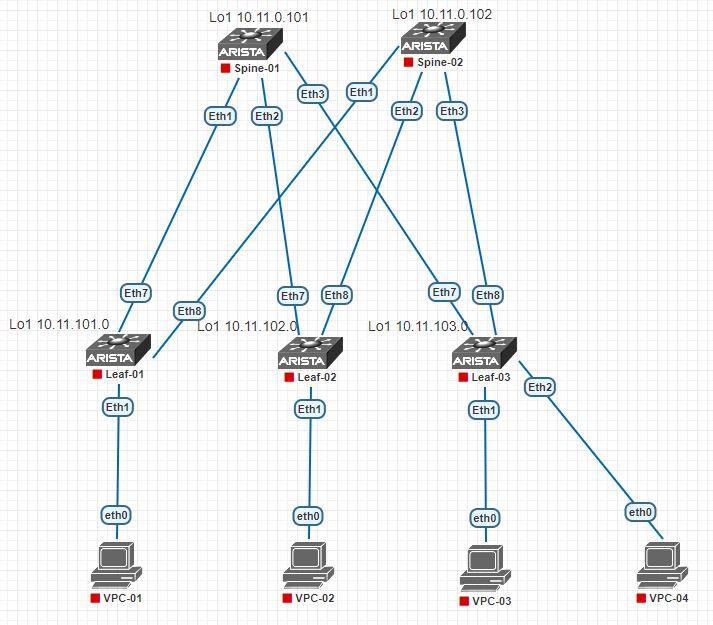 Lo1 10.11.0.101
Lo1 10.11.0.102
ARISTA
ARISTA
Spine-01
Spine-02
Eth3
Eth1
Eth1
Eth2
Eth2
Eth3
Eth7
Eth8
Eth7
Eth8
Eth7
Eth8
Lo1 10.11.101.0
Lo1 10.11.102.0
Lo1 10.11.103.0
ARISTA
ARISTA
ARISTA
Leaf-01
Leaf-02
Leaf-03
Eth1
Eth1
Eth1
Eth2
eth0
eth0
eth0
eth0
VPC-01
VPC-02
VPC-03
VPC-04